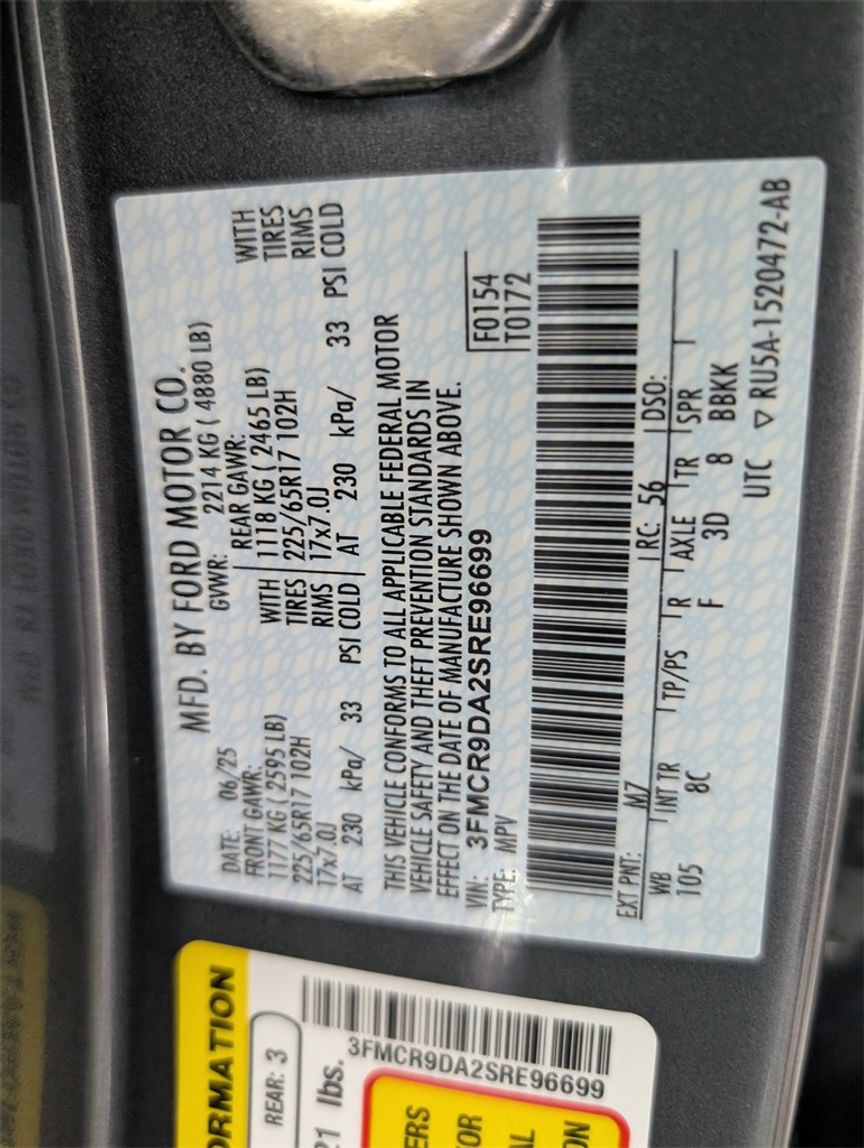 MFD. BY FORD MOTOR CO.
DATE: 06/25 GVWR: 2214 KG ( 4880 LB)
FRONT GAWR: REAR GAWR:
1177 KG ( 2595 LB) WITH 1118 KG ( 2465 LB) WITH
225/65R17 102H TIRES 225/65R17 102H TIRES
17x7.0J RIMS 17x7.0J RIMS
AT 230 kPa/ 33 PSI COLD AT 230 kPa/ 33 PSI COLD
THIS VEHICLE CONFORMS TO ALL APPLICABLE FEDERAL MOTOR
VEHICLE SAFETY AND THEFT PREVENTION STANDARDS IN
EFFECT ON THE DATE OF MANUFACTURE SHOWN ABOVE.
VIN: 3FMCR9DA2SRE96699 F0154
TYPE: MPV T0172
EXT PNT: M7 RC: 56 DSO:
WB INT TR TP/PS R AXLE TR SPR
105 8C F 3D 8 BBKK
UTC ▽ RU5A-1520472-AB
ORMATION
REAR: 3
21 lbs.
3FMCR9DA2SRE96699
ERS
OR
AL
ON